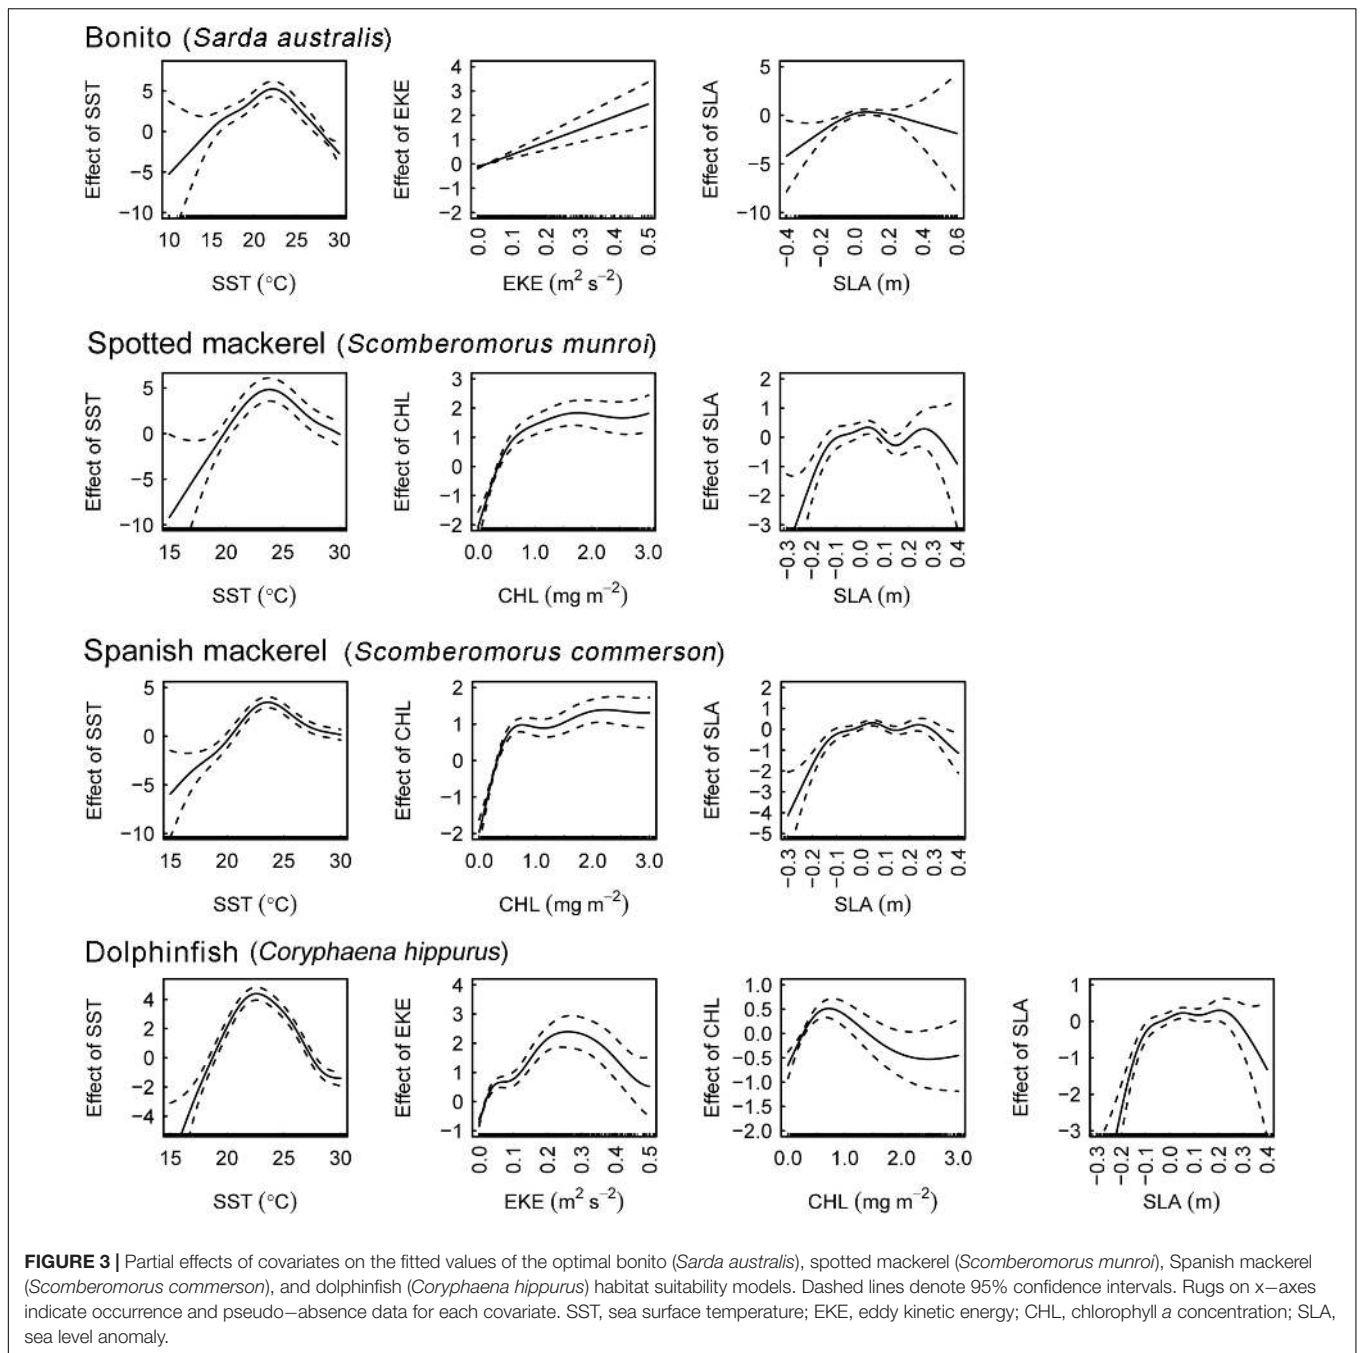 Bonito (Sarda australis)
Effect of SST
5
0
−5
−10
10 15 20 25 30
SST (°C)
Effect of EKE
4
3
2
1
0
−1
−2
0.0 0.1 0.2 0.3 0.4 0.5
EKE (m² s⁻²)
Effect of SLA
5
0
−5
−10
−0.4 −0.2 0.0 0.2 0.4 0.6
SLA (m)
Spotted mackerel (Scomberomorus munroi)
Effect of SST
5
0
−5
−10
15 20 25 30
SST (°C)
Effect of CHL
3
2
1
0
−1
−2
0.0 1.0 2.0 3.0
CHL (mg m⁻²)
Effect of SLA
2
1
0
−1
−2
−3
−0.3 −0.2 −0.1 0.0 0.1 0.2 0.3 0.4
SLA (m)
Spanish mackerel (Scomberomorus commerson)
Effect of SST
5
0
−5
−10
15 20 25 30
SST (°C)
Effect of CHL
2
1
0
−1
−2
0.0 1.0 2.0 3.0
CHL (mg m⁻²)
Effect of SLA
2
1
0
−1
−2
−3
−4
−5
−0.3 −0.2 −0.1 0.0 0.1 0.2 0.3 0.4
SLA (m)
Dolphinfish (Coryphaena hippurus)
Effect of SST
4
2
0
−2
−4
15 20 25 30
SST (°C)
Effect of EKE
4
3
2
1
0
−1
0.0 0.1 0.2 0.3 0.4 0.5
EKE (m² s⁻²)
Effect of CHL
1.0
0.5
0.0
−0.5
−1.0
−1.5
−2.0
0.0 1.0 2.0 3.0
CHL (mg m⁻²)
Effect of SLA
1
0
−1
−2
−3
−0.3 −0.2 −0.1 0.0 0.1 0.2 0.3 0.4
SLA (m)
FIGURE 3 | Partial effects of covariates on the fitted values of the optimal bonito (Sarda australis), spotted mackerel (Scomberomorus munroi), Spanish mackerel
(Scomberomorus commerson), and dolphinfish (Coryphaena hippurus) habitat suitability models. Dashed lines denote 95% confidence intervals. Rugs on x−axes
indicate occurrence and pseudo−absence data for each covariate. SST, sea surface temperature; EKE, eddy kinetic energy; CHL, chlorophyll a concentration; SLA,
sea level anomaly.